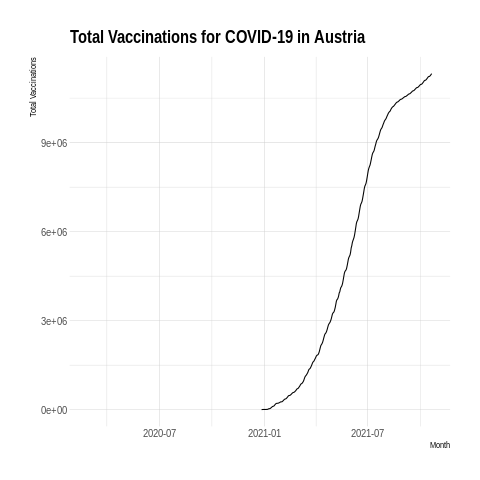 Total Vaccinations for COVID-19 in Austria
Total Vaccinations
9e+06
6e+06
3e+06
0e+00
2020-07 2021-01 2021-07
Month